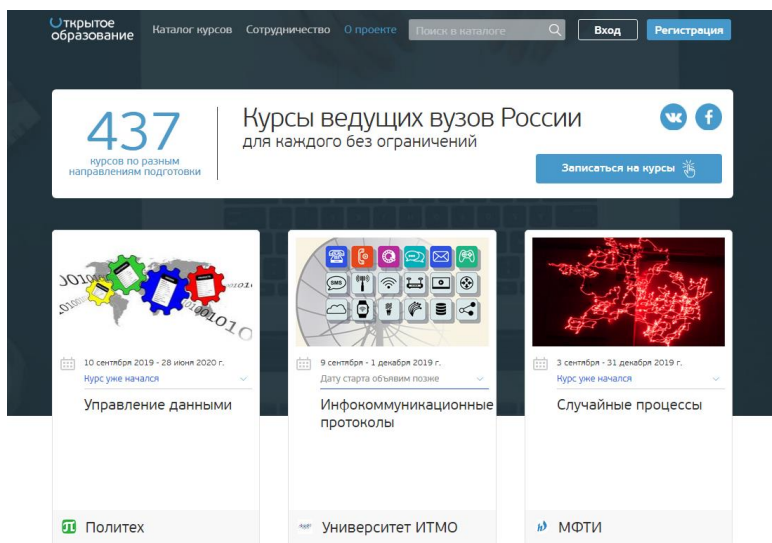 Открытое
образование
Каталог курсов
Сотрудничество
О проекте
Поиск в каталоге
Вход
Регистрация
437
курсов по разным
направлениям подготовки
Курсы ведущих вузов России
для каждого без ограничений
Записаться на курсы
SMS
10 сентября 2019 - 28 июня 2020 г.
Курс уже начался
Управление данными
Политех
9 сентября - 1 декабря 2019 г.
Дату старта объявим позже
Инфокоммуникационные
протоколы
Университет ИТМО
3 сентября - 31 декабря 2019 г.
Курс уже начался
Случайные процессы
МФТИ